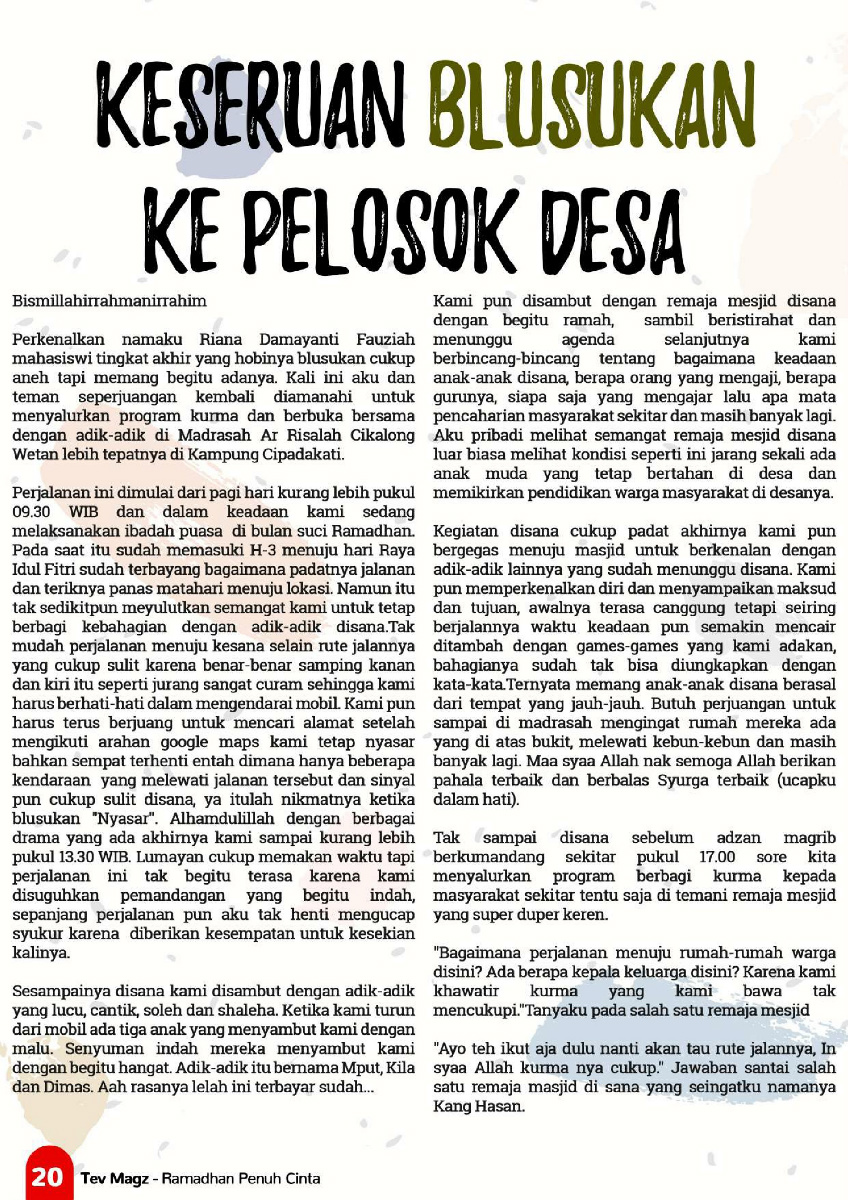 KESERUAN BLUSUKAN
KE PELOSOK DESA
Bismillahirrahmanirrahim
Perkenalkan namaku Riana Damayanti Fauziah
mahasiswi tingkat akhir yang hobinya blusukan cukup
aneh tapi memang begitu adanya. Kali ini aku dan
teman seperjuangan kembali diamanahi untuk
menyalurkan program kurma dan berbuka bersama
dengan adik-adik di Madrasah Ar Risalah Cikalong
Wetan lebih tepatnya di Kampung Cipadakati.
Perjalanan ini dimulai dari pagi hari kurang lebih pukul
09.30 WIB dan dalam keadaan kami sedang
melaksanakan ibadah puasa di bulan suci Ramadhan.
Pada saat itu sudah memasuki H-3 menuju hari Raya
Idul Fitri sudah terbayang bagaimana padatnya jalanan
dan teriknya panas matahari menuju lokasi. Namun itu
tak sedikitpun meyulutkan semangat kami untuk tetap
berbagi kebahagian dengan adik-adik disana.Tak
mudah perjalanan menuju kesana selain rute jalannya
yang cukup sulit karena benar-benar samping kanan
dan kiri itu seperti jurang sangat curam sehingga kami
harus berhati-hati dalam mengendarai mobil. Kami pun
harus terus berjuang untuk mencari alamat setelah
mengikuti arahan google maps kami tetap nyasar
bahkan sempat terhenti entah dimana hanya beberapa
kendaraan yang melewati jalanan tersebut dan sinyal
pun cukup sulit disana, ya itulah nikmatnya ketika
blusukan "Nyasar". Alhamdulillah dengan berbagai
drama yang ada akhirnya kami sampai kurang lebih
pukul 13.30 WIB. Lumayan cukup memakan waktu tapi
perjalanan ini tak begitu terasa karena kami
disuguhkan pemandangan yang begitu indah,
sepanjang perjalanan pun aku tak henti mengucap
syukur karena diberikan kesempatan untuk kesekian
kalinya.
Sesampainya disana kami disambut dengan adik-adik
yang lucu, cantik, soleh dan shaleha. Ketika kami turun
dari mobil ada tiga anak yang menyambut kami dengan
malu. Senyuman indah mereka menyambut kami
dengan begitu hangat. Adik-adik itu bernama Mput, Kila
dan Dimas. Aah rasanya lelah ini terbayar sudah...
Kami pun disambut dengan remaja mesjid disana
dengan begitu ramah, sambil beristirahat dan
menunggu agenda selanjutnya kami
berbincang-bincang tentang bagaimana keadaan
anak-anak disana, berapa orang yang mengaji, berapa
gurunya, siapa saja yang mengajar lalu apa mata
pencaharian masyarakat sekitar dan masih banyak lagi.
Aku pribadi melihat semangat remaja mesjid disana
luar biasa melihat kondisi seperti ini jarang sekali ada
anak muda yang tetap bertahan di desa dan
memikirkan pendidikan warga masyarakat di desanya.
Kegiatan disana cukup padat akhirnya kami pun
bergegas menuju masjid untuk berkenalan dengan
adik-adik lainnya yang sudah menunggu disana. Kami
pun memperkenalkan diri dan menyampaikan maksud
dan tujuan, awalnya terasa canggung tetapi seiring
berjalannya waktu keadaan pun semakin mencair
ditambah dengan games-games yang kami adakan,
bahagianya sudah tak bisa diungkapkan dengan
kata-kata.Ternyata memang anak-anak disana berasal
dari tempat yang jauh-jauh. Butuh perjuangan untuk
sampai di madrasah mengingat rumah mereka ada
yang di atas bukit, melewati kebun-kebun dan masih
banyak lagi. Maa syaa Allah nak semoga Allah berikan
pahala terbaik dan berbalas Syurga terbaik (ucapku
dalam hati).
Tak sampai disana sebelum adzan magrib
berkumandang sekitar pukul 17.00 sore kita
menyalurkan program berbagi kurma kepada
masyarakat sekitar tentu saja di temani remaja mesjid
yang super duper keren.
"Bagaimana perjalanan menuju rumah-rumah warga
disini? Ada berapa kepala keluarga disini? Karena kami
khawatir kurma yang kami bawa tak
mencukupi."Tanyaku pada salah satu remaja mesjid
"Ayo teh ikut aja dulu nanti akan tau rute jalannya, In
syaa Allah kurma nya cukup." Jawaban santai salah
satu remaja masjid di sana yang seingatku namanya
Kang Hasan.
20 Tev Magz - Ramadhan Penuh Cinta